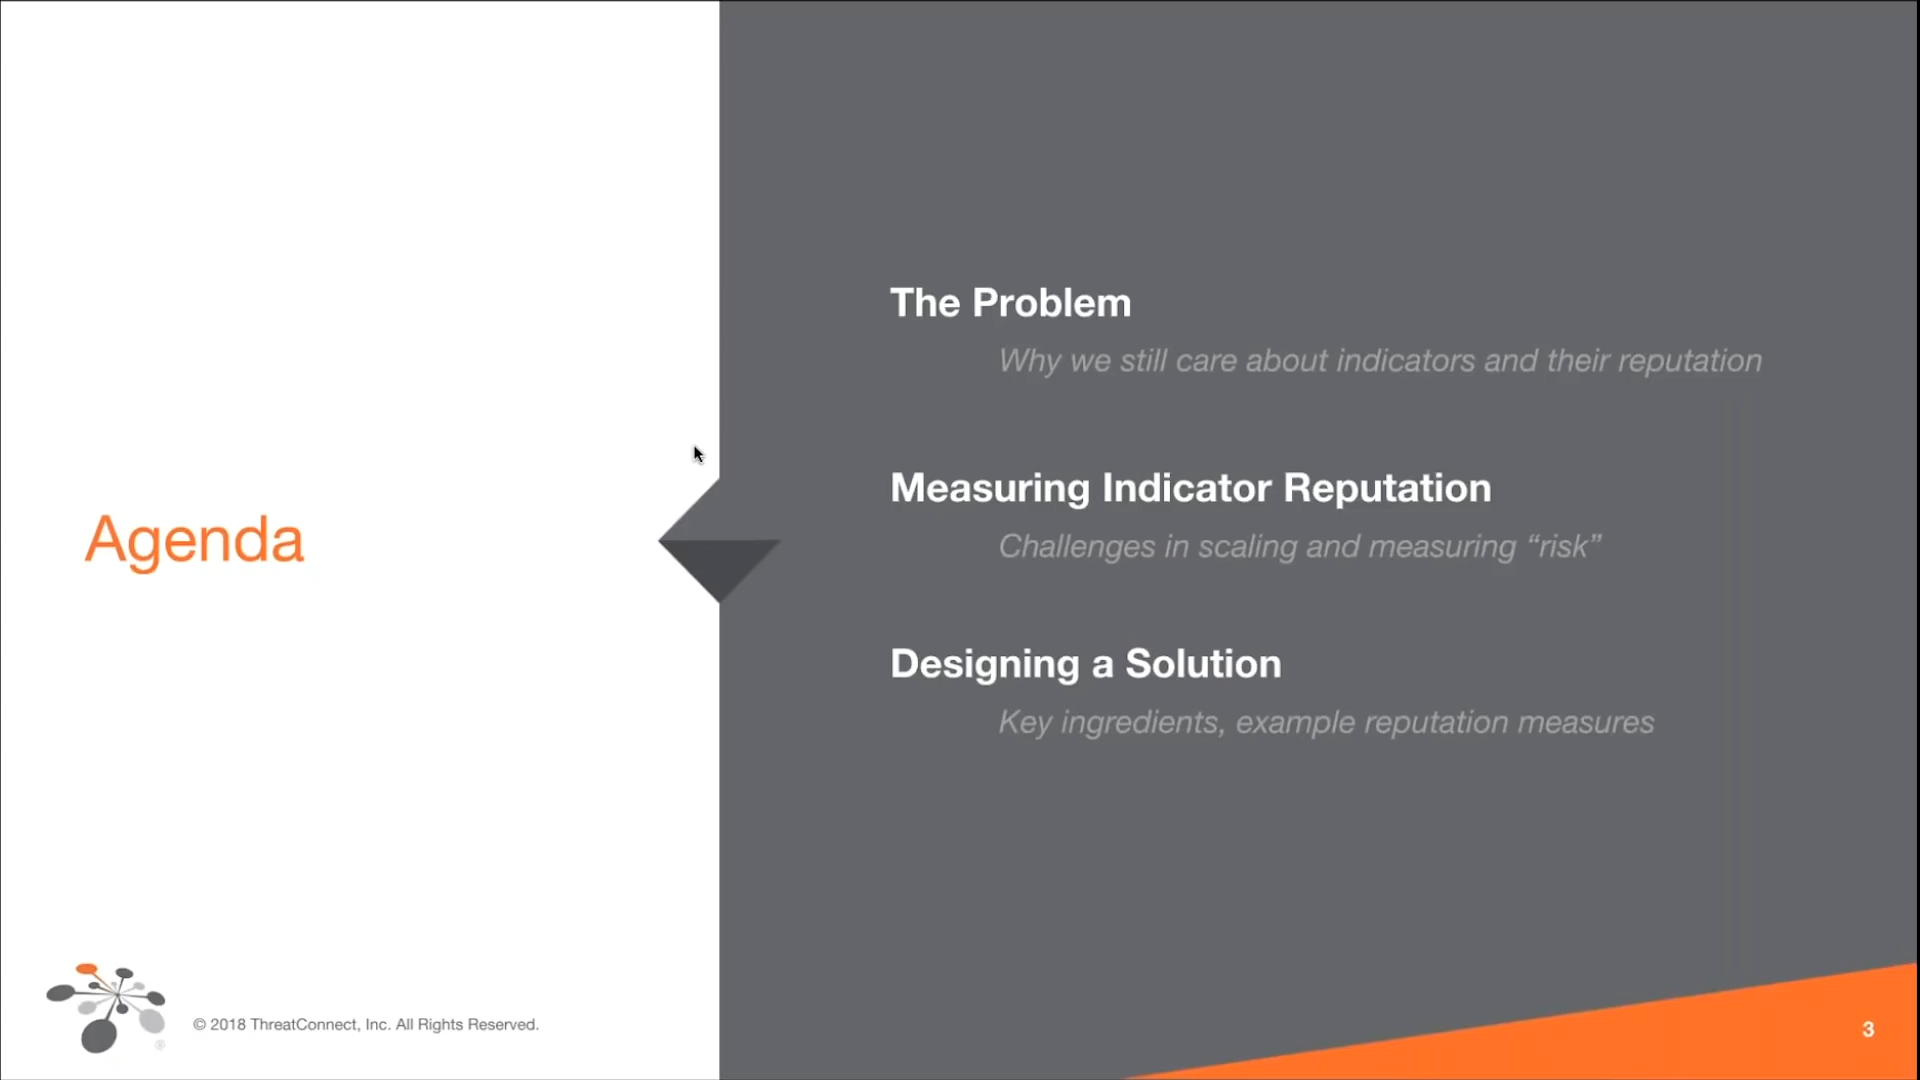 Agenda
The Problem
Why we still care about indicators and their reputation
Measuring Indicator Reputation
Challenges in scaling and measuring “risk”
Designing a Solution
Key ingredients, example reputation measures
®
© 2018 ThreatConnect, Inc. All Rights Reserved.
3